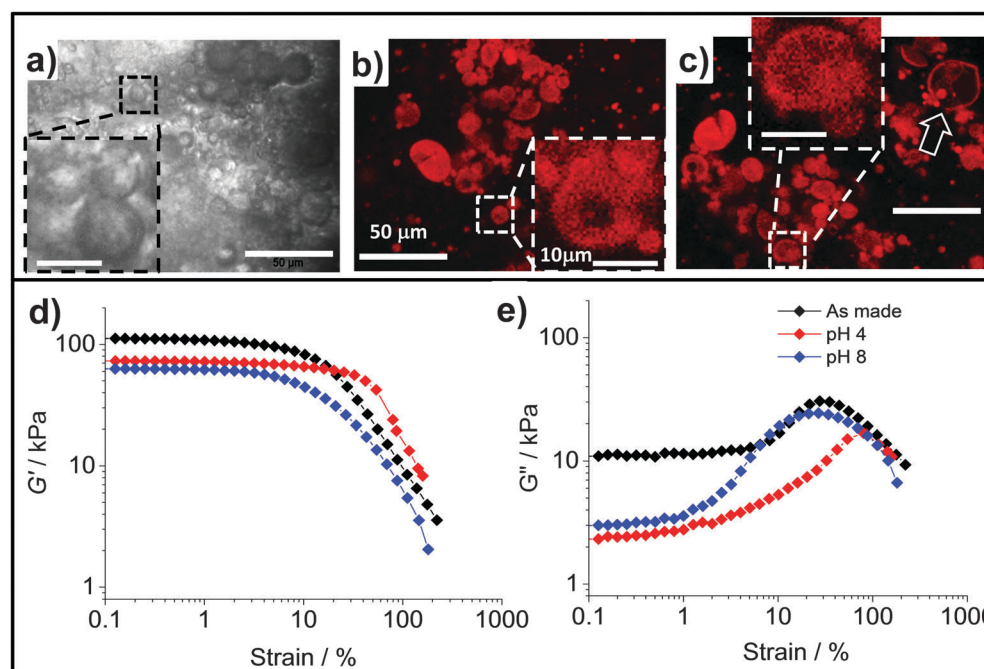 a)
50 µm
b)
50 µm
10µm
c)
d)
G' / kPa
100
10
1
0.1 1 10 100 1000
Strain / %
e)
As made
pH 4
pH 8
G" / kPa
100
10
1
0.1 1 10 100 1000
Strain / %